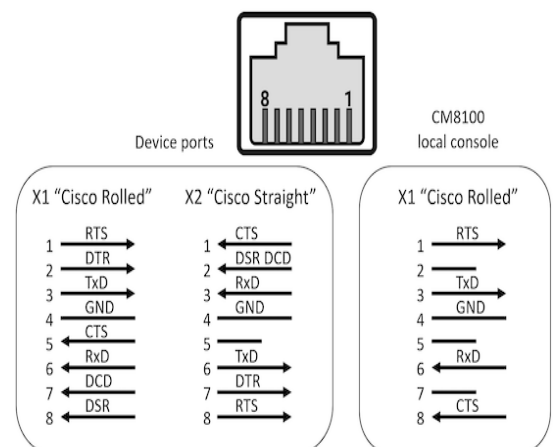 8 1
CM8100
local console
Device ports
X1 “Cisco Rolled”
1 RTS
2 DTR
3 TxD
4 GND
5 CTS
6 RxD
7 DCD
8 DSR
X2 “Cisco Straight”
1 CTS
2 DSR DCD
3 RxD
4 GND
5
6 TxD
7 DTR
8 RTS
X1 “Cisco Rolled”
1 RTS
2
3 TxD
4 GND
5
6 RxD
7
8 CTS